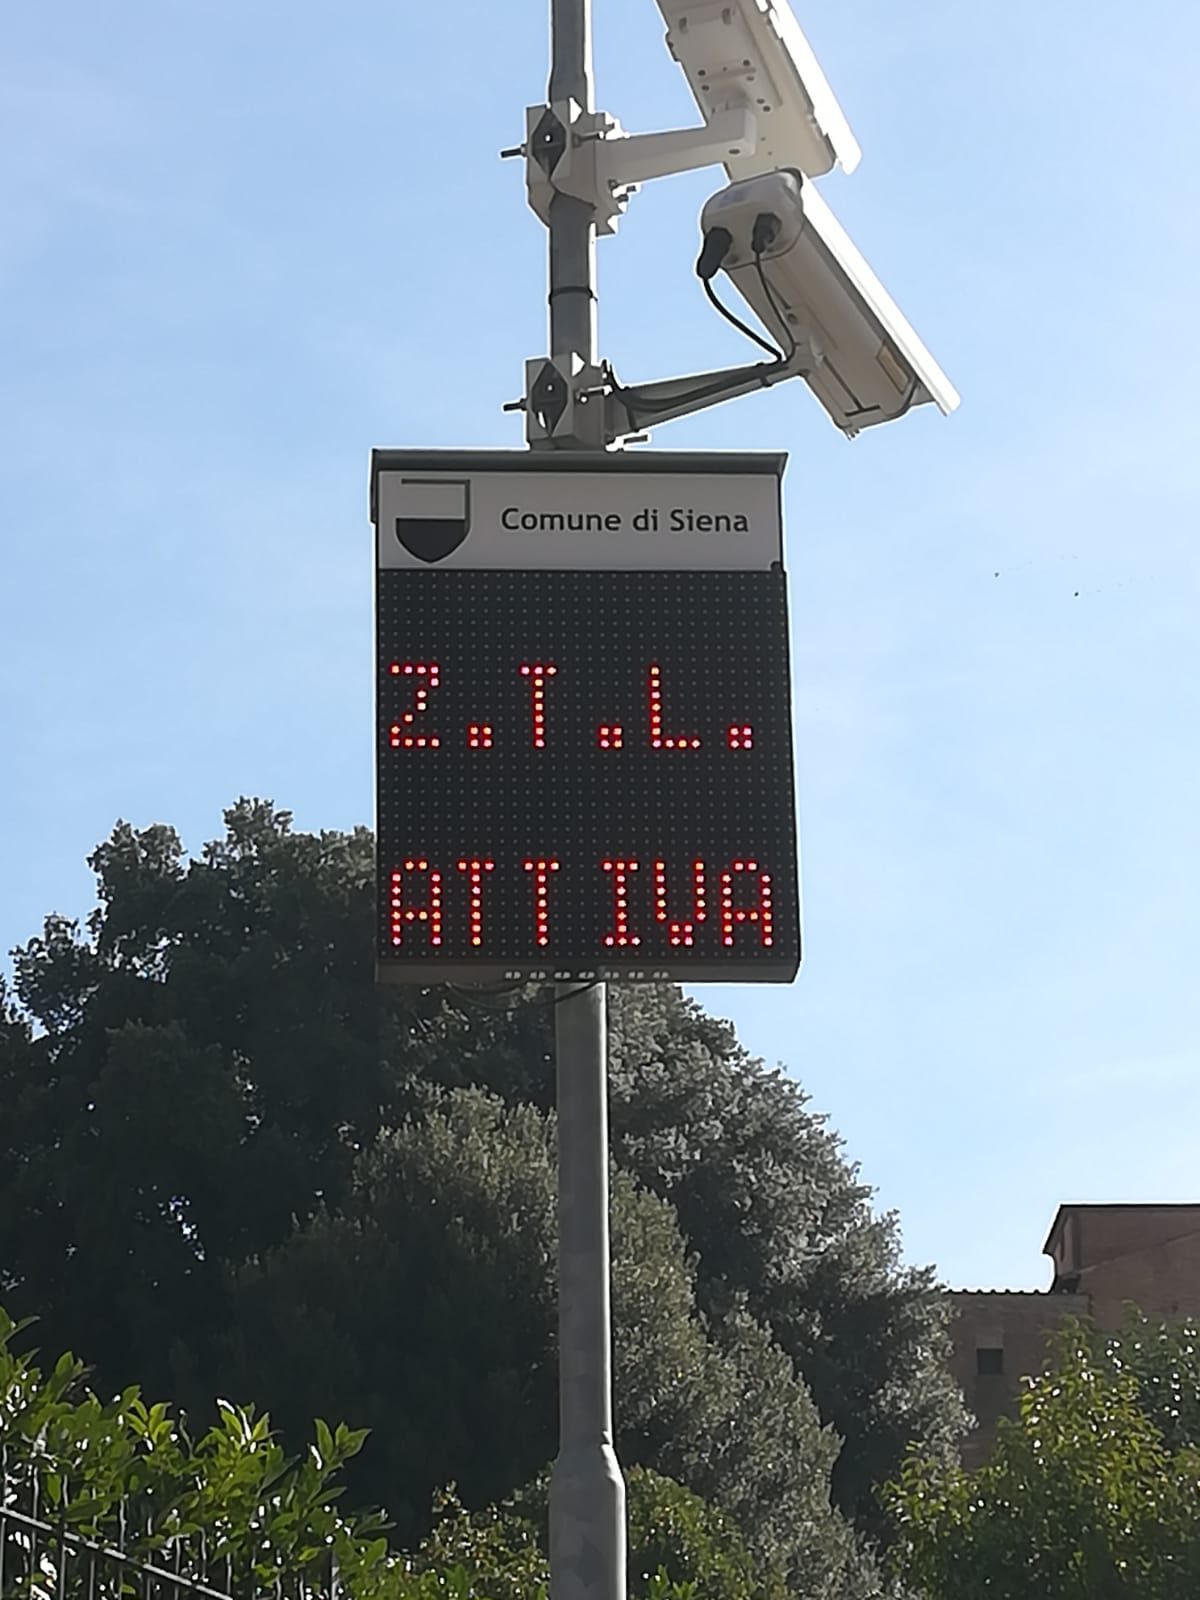 Comune di Siena
Z.T.L.
ATTIVA